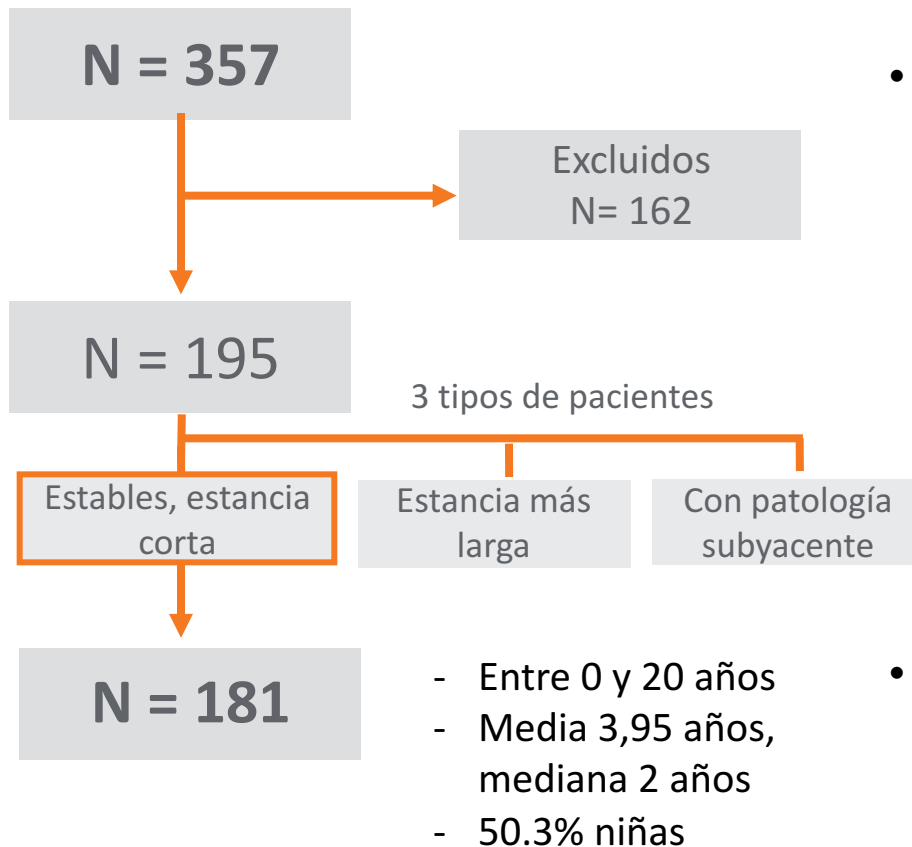 N = 357
•
Excluidos
N= 162
N = 195
3 tipos de pacientes
Estables, estancia
corta
Estancia más
larga
Con patología
subyacente
N = 181
- Entre 0 y 20 años
- Media 3,95 años,
mediana 2 años
- 50.3% niñas
•